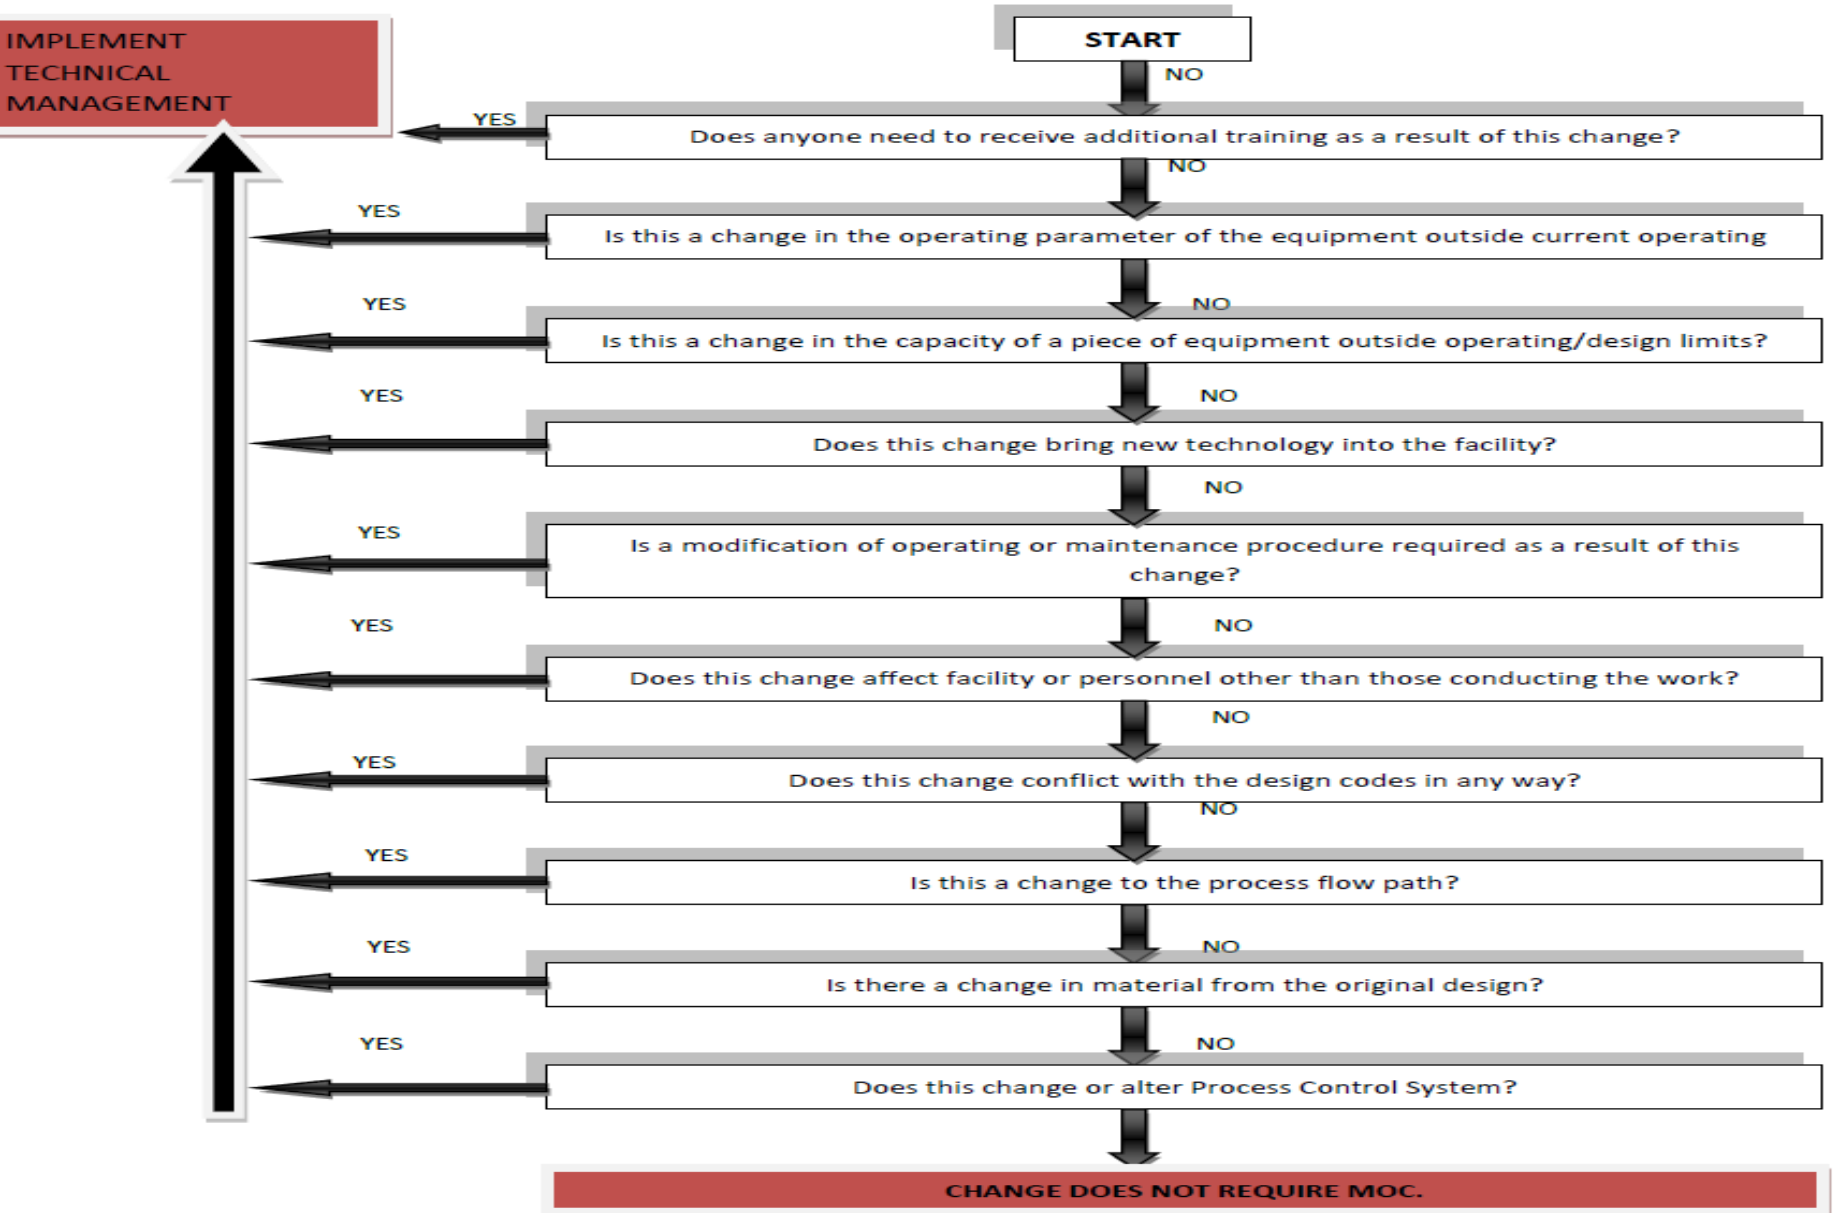 IMPLEMENT
TECHNICAL
MANAGEMENT
START
NO
YES
Does anyone need to receive additional training as a result of this change?
NO
YES
Is this a change in the operating parameter of the equipment outside current operating
YES
NO
Is this a change in the capacity of a piece of equipment outside operating/design limits?
YES
NO
Does this change bring new technology into the facility?
NO
YES
Is a modification of operating or maintenance procedure required as a result of this
change?
YES
NO
Does this change affect facility or personnel other than those conducting the work?
NO
YES
Does this change conflict with the design codes in any way?
NO
YES
Is this a change to the process flow path?
YES
NO
Is there a change in material from the original design?
YES
NO
Does this change or alter Process Control System?
CHANGE DOES NOT REQUIRE MOC.